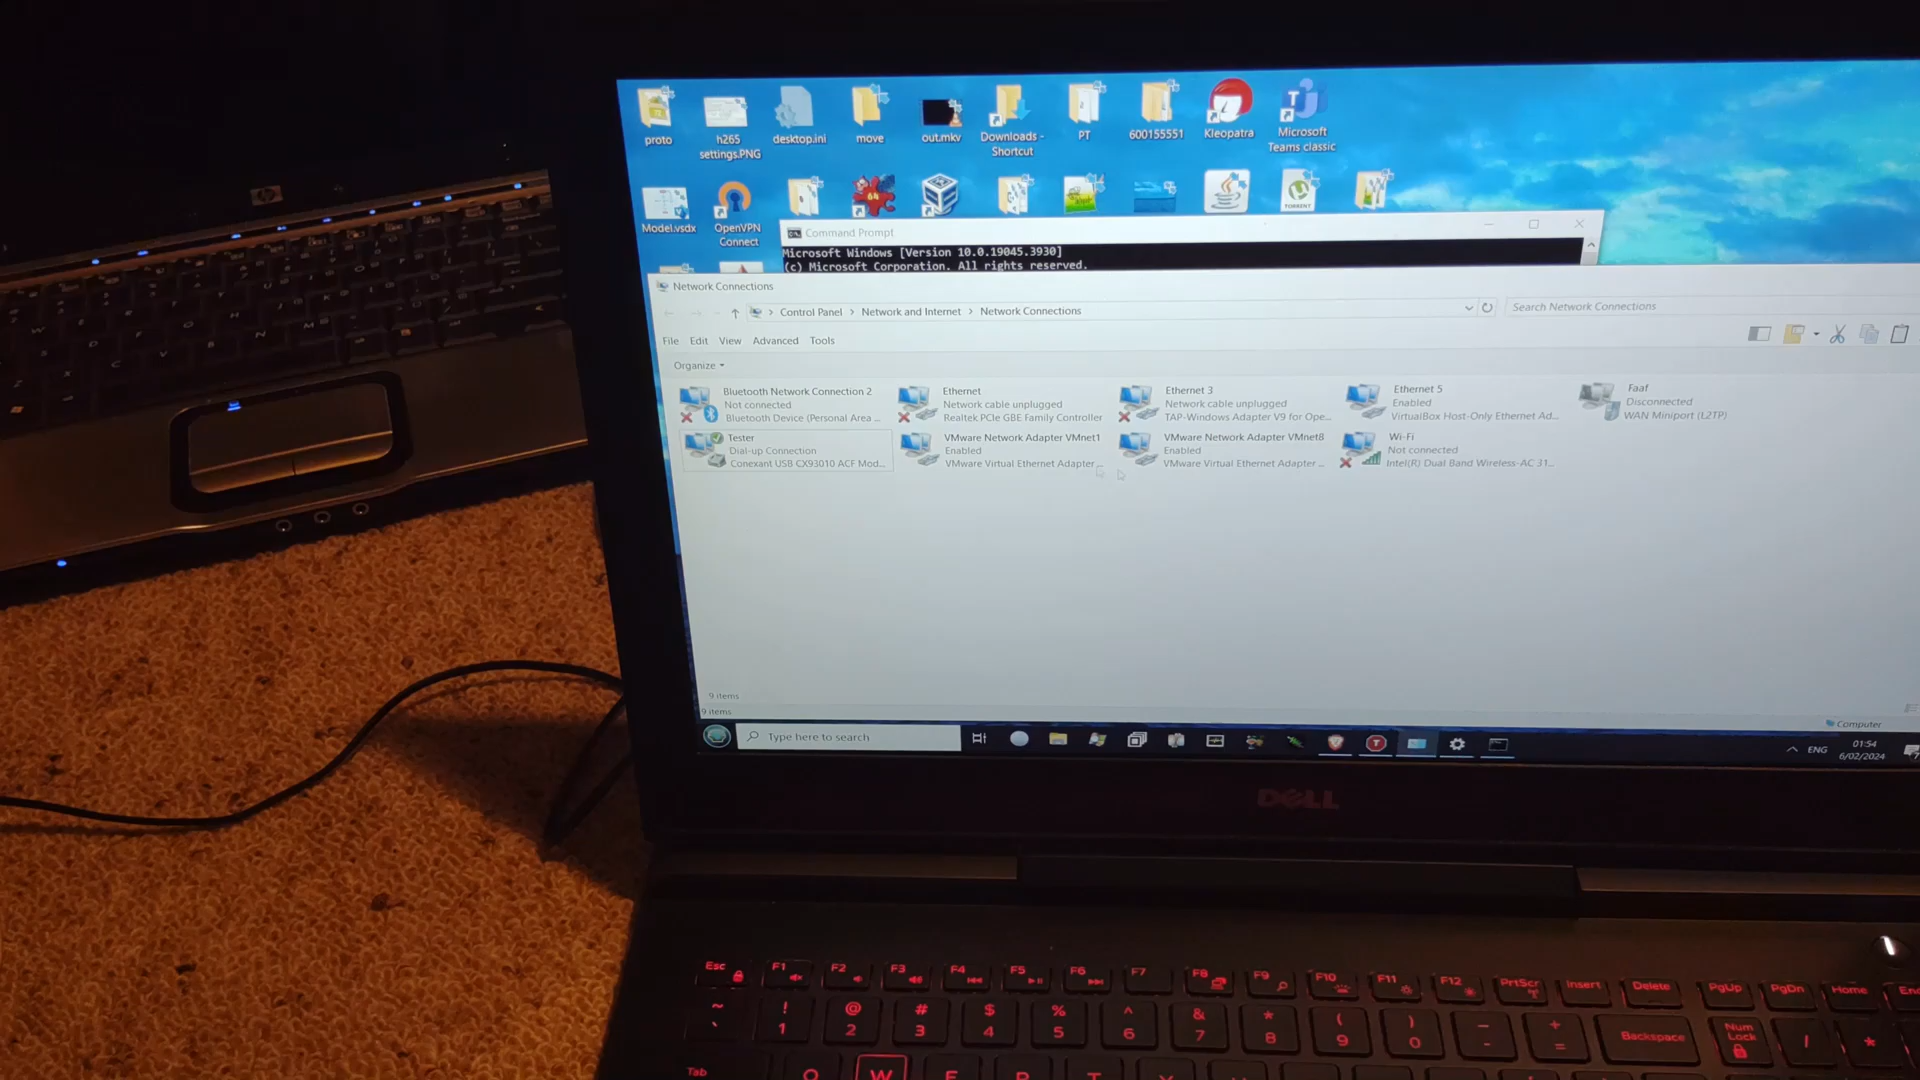 proto
h265
settings.PNG
desktop.ini
move
out.mkv
Downloads -
Shortcut
PT
600155551
Kleopatra
Microsoft
Teams classic
Model.vsdx
OpenVPN
Connect
64
TORRENT
Command Prompt
Microsoft Windows [Version 10.0.19045.3930]
(c) Microsoft Corporation. All rights reserved.
Network Connections
Control Panel > Network and Internet > Network Connections
Search Network Connections
File Edit View Advanced Tools
Organize
Bluetooth Network Connection 2
Not connected
Bluetooth Device (Personal Area ...
Ethernet
Network cable unplugged
Realtek PCIe GBE Family Controller
Ethernet 3
Network cable unplugged
TAP-Windows Adapter V9 for Ope...
Ethernet 5
Enabled
VirtualBox Host-Only Ethernet Ad...
Faaf
Disconnected
WAN Miniport (L2TP)
Tester
Dial-up Connection
Conexant USB CX93010 ACF Mod...
VMware Network Adapter VMnet1
Enabled
VMware Virtual Ethernet Adapter ...
VMware Network Adapter VMnet8
Enabled
VMware Virtual Ethernet Adapter ...
Wi-Fi
Not connected
Intel(R) Dual Band Wireless-AC 31...
9 items
9 items
Computer
Type here to search
ENG
01:54
6/02/2024
DELL
hp
Esc F1 F2 F3 F4 F5 F6 F7 F8 F9 F10 F11 F12 PrtScr Insert Delete PgUp PgDn Home End
~ ! @ # $ % ^ & * ( ) _ +
` 1 2 3 4 5 6 7 8 9 0 - = Backspace Num Lock / *
Tab Q W E R T Y